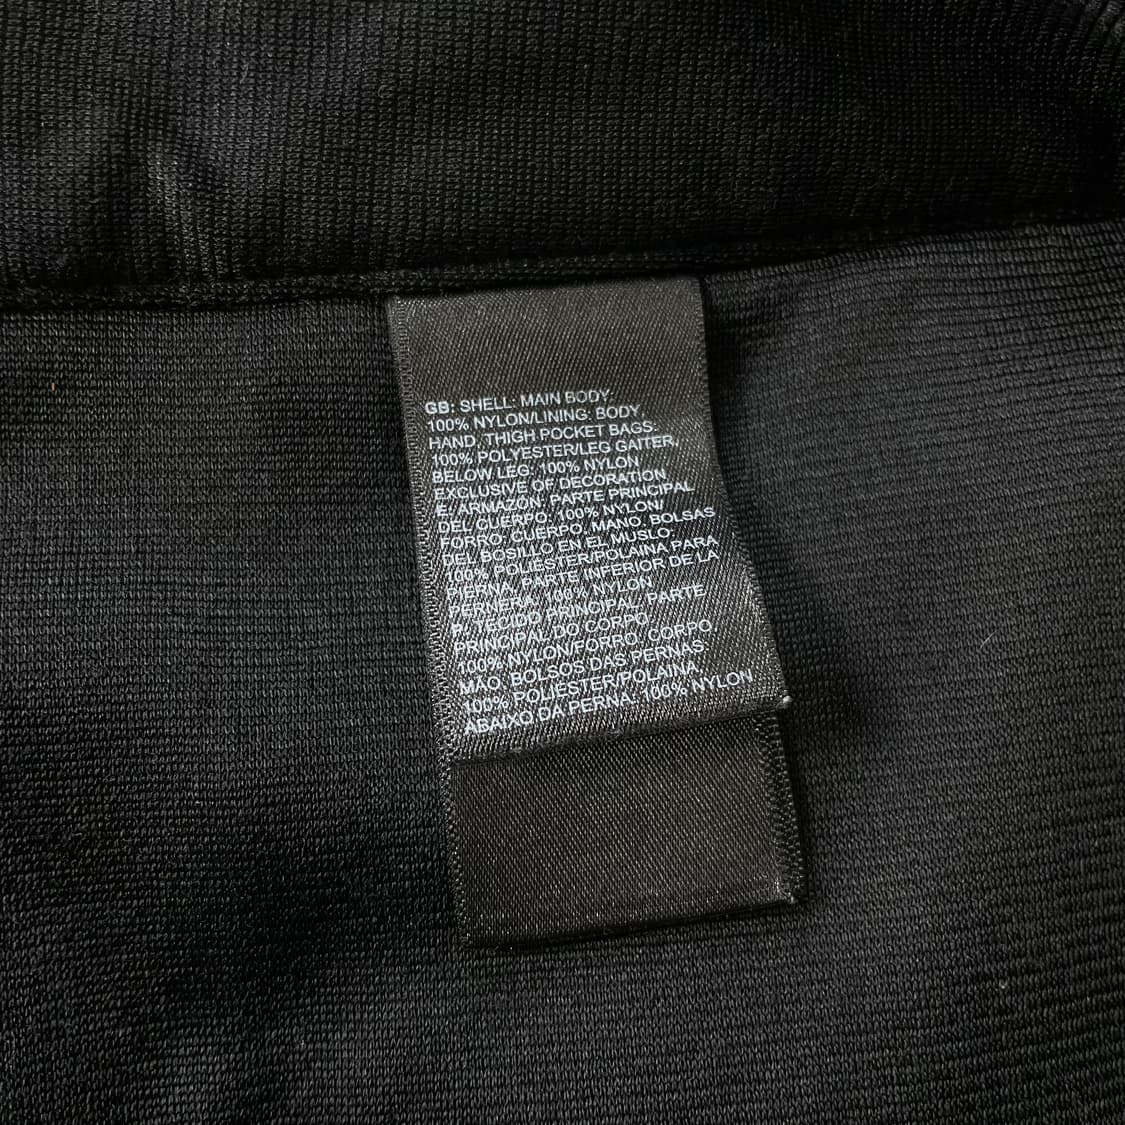 GB: SHELL: MAIN BODY:
100% NYLON/LINING: BODY,
HAND, THIGH POCKET BAGS:
100% POLYESTER/LEG GAITER,
BELOW LEG: 100% NYLON
EXCLUSIVE OF DECORATION
E: ARMAZÓN: PARTE PRINCIPAL
DEL CUERPO: 100% NYLON/
FORRO: CUERPO, MANO, BOLSAS
DEL BOSILLO EN EL MUSLO:
100% POLIÉSTER/POLAINA PARA
PIERNA, PARTE INFERIOR DE LA
PERNERA: 100% NYLON
P: TECIDO PRINCIPAL: PARTE
PRINCIPAL DO CORPO:
100% NYLON/FORRO, CORPO
MÃO, BOLSOS DAS PERNAS
100% POLIÉSTER/POLAINA,
ABAIXO DA PERNA: 100% NYLON